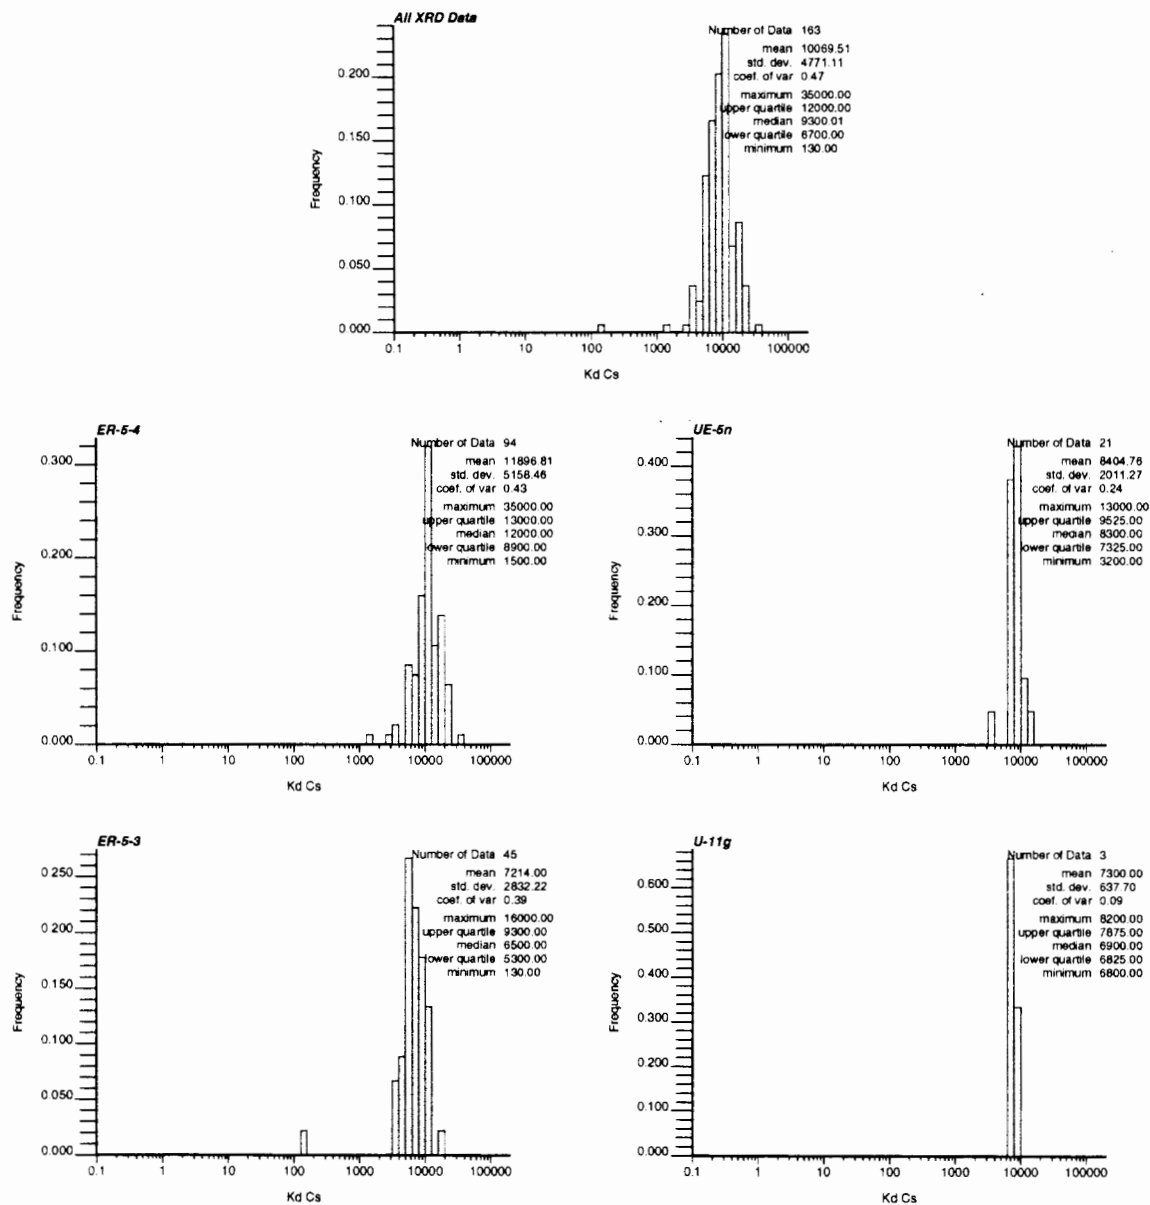 All XRD Data
Number of Data 163
mean 10069.51
std. dev. 4771.11
coef. of var 0.47
maximum 35000.00
upper quartile 12000.00
median 9300.01
lower quartile 6700.00
minimum 130.00
Frequency
0.200
0.150
0.100
0.050
0.000
0.1 1 10 100 1000 10000 100000
Kd Cs
ER-5-4
Number of Data 94
mean 11896.81
std. dev. 5158.46
coef. of var 0.43
maximum 35000.00
upper quartile 13000.00
median 12000.00
lower quartile 8900.00
minimum 1500.00
Frequency
0.300
0.200
0.100
0.000
0.1 1 10 100 1000 10000 100000
Kd Cs
UE-5n
Number of Data 21
mean 8404.76
std. dev. 2011.27
coef. of var 0.24
maximum 13000.00
upper quartile 9525.00
median 8300.00
lower quartile 7325.00
minimum 3200.00
Frequency
0.400
0.300
0.200
0.100
0.000
0.1 1 10 100 1000 10000 100000
Kd Cs
ER-5-3
Number of Data 45
mean 7214.00
std. dev. 2832.22
coef. of var 0.39
maximum 16000.00
upper quartile 9300.00
median 6500.00
lower quartile 5300.00
minimum 130.00
Frequency
0.250
0.200
0.150
0.100
0.050
0.000
0.1 1 10 100 1000 10000 100000
Kd Cs
U-11g
Number of Data 3
mean 7300.00
std. dev. 637.70
coef. of var 0.09
maximum 8200.00
upper quartile 7875.00
median 6900.00
lower quartile 6825.00
minimum 6800.00
Frequency
0.600
0.500
0.400
0.300
0.200
0.100
0.000
0.1 1 10 100 1000 10000 100000
Kd Cs